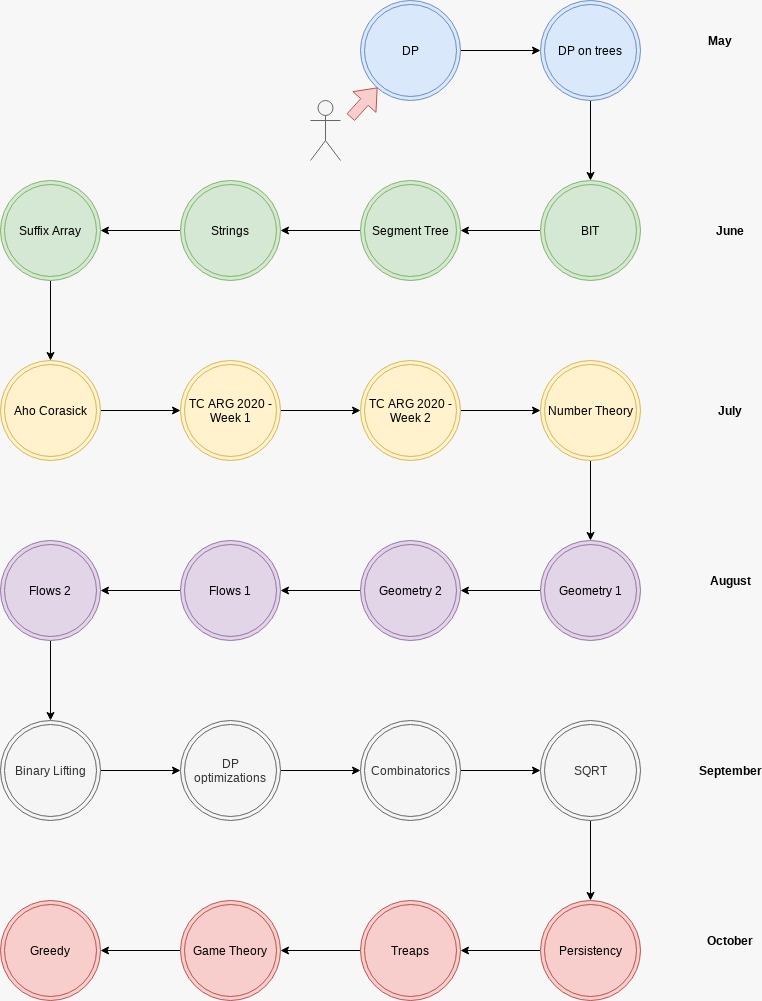 DP
DP on trees
May
Suffix Array
Strings
Segment Tree
BIT
June
Aho Corasick
TC ARG 2020 -
Week 1
TC ARG 2020 -
Week 2
Number Theory
July
Flows 2
Flows 1
Geometry 2
Geometry 1
August
Binary Lifting
DP
optimizations
Combinatorics
SQRT
September
Greedy
Game Theory
Treaps
Persistency
October